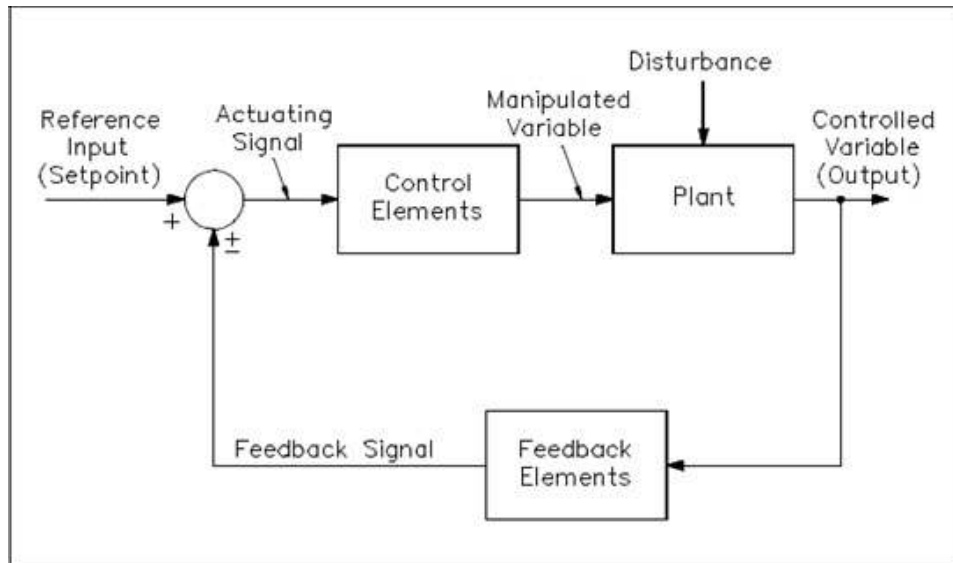 Disturbance
Reference
Input
(Setpoint)
Actuating
Signal
Manipulated
Variable
Controlled
Variable
(Output)
Control
Elements
Plant
+
±
Feedback Signal
Feedback
Elements